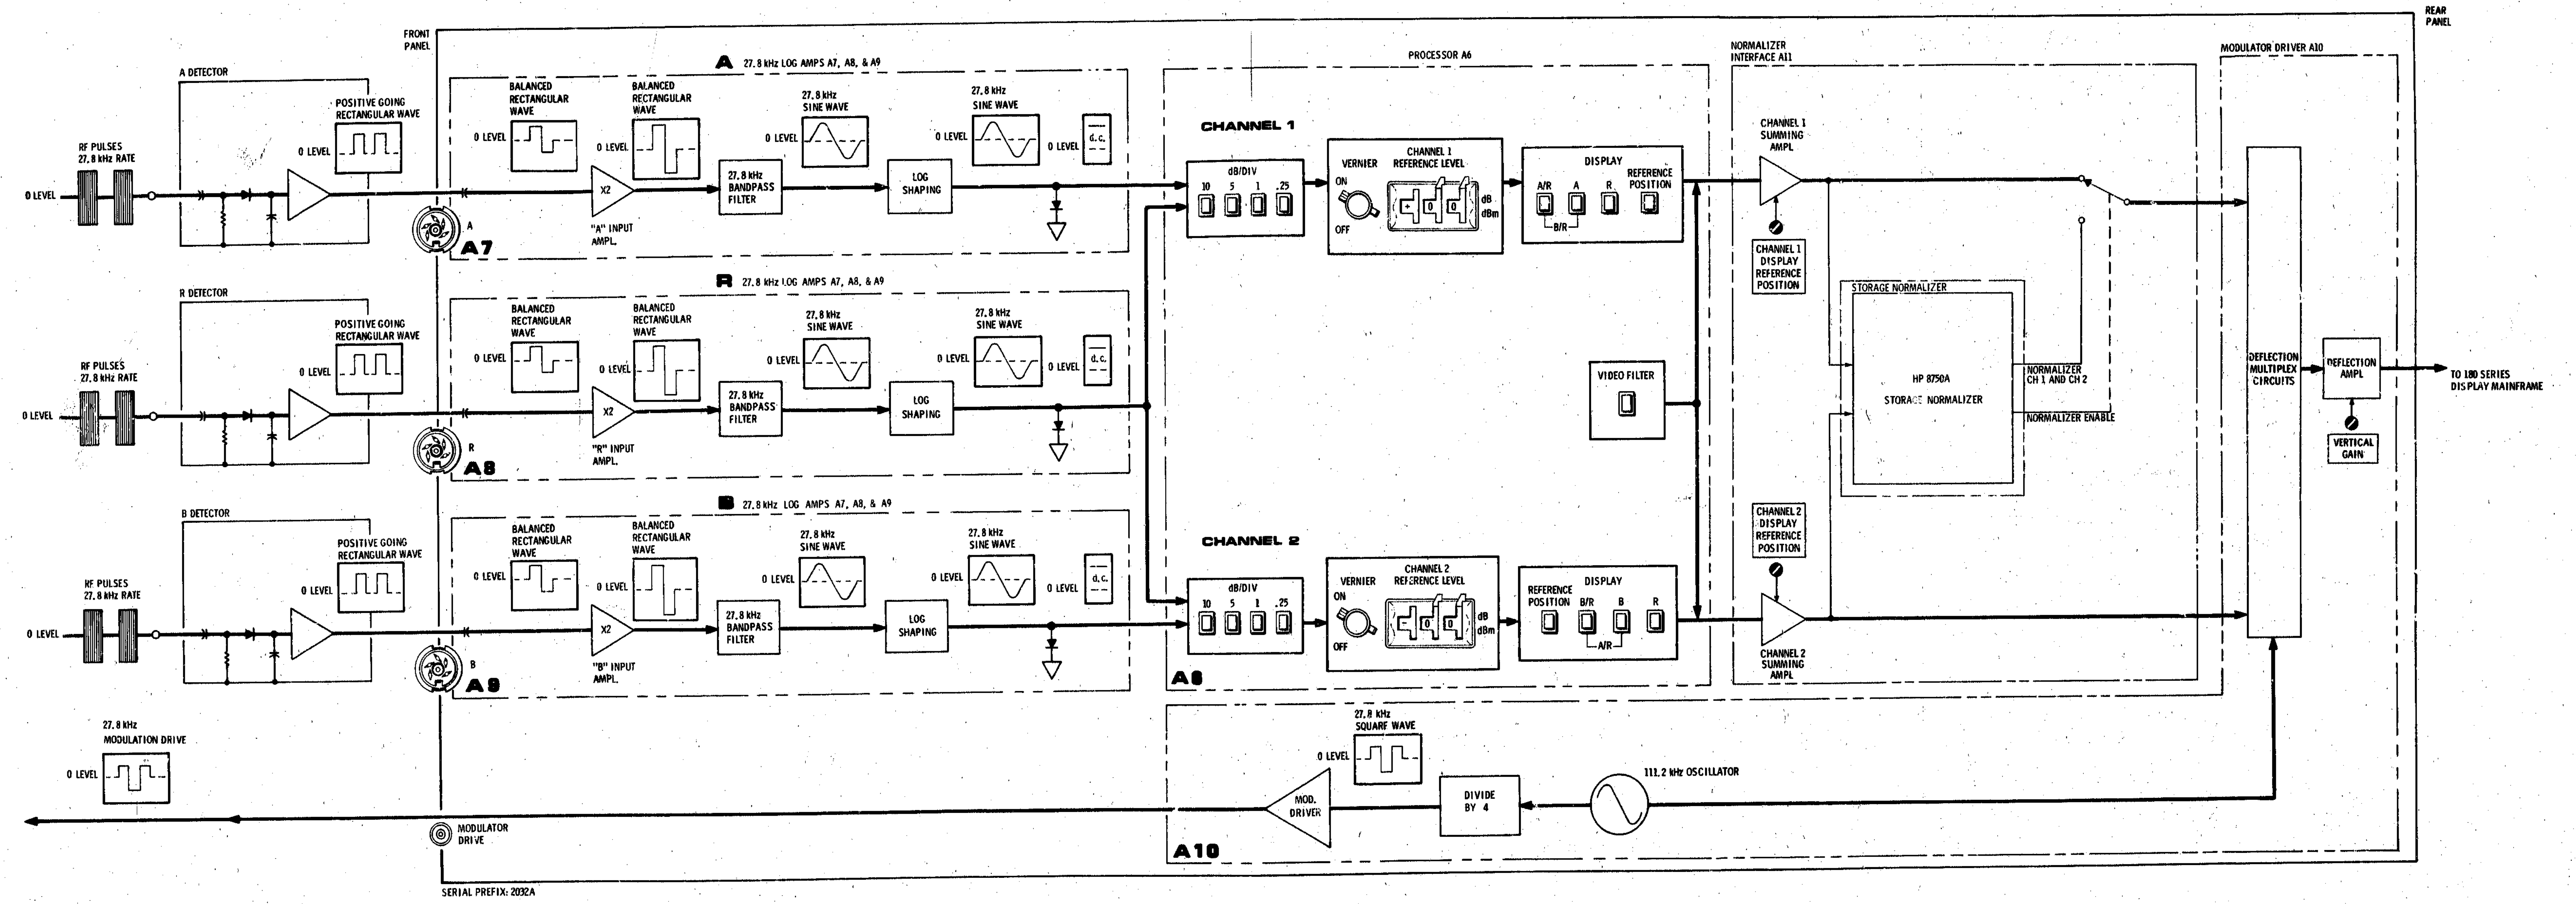 REAR
PANEL
FRONT
PANEL
A 27.8 kHz LOG AMPS A7, A8, & A9
PROCESSOR A6
NORMALIZER
INTERFACE A11
MODULATOR DRIVER A10
A DETECTOR
POSITIVE GOING
RECTANGULAR WAVE
0 LEVEL
RF PULSES
27.8 kHz RATE
0 LEVEL
BALANCED
RECTANGULAR
WAVE
0 LEVEL
BALANCED
RECTANGULAR
WAVE
0 LEVEL
27.8 kHz
SINE WAVE
0 LEVEL
27.8 kHz
SINE WAVE
0 LEVEL
0 LEVEL
d.c.
X2
"A" INPUT
AMPL.
27.8 kHz
BANDPASS
FILTER
LOG
SHAPING
A
A7
CHANNEL 1
dB/DIV
10 5 1 .25
VERNIER
ON
OFF
CHANNEL 1
REFERENCE LEVEL
+ 0 0
dB
dBm
DISPLAY
A/R A R REFERENCE
POSITION
B/R
CHANNEL 1
SUMMING
AMPL
CHANNEL 1
DISPLAY
REFERENCE
POSITION
R 27.8 kHz LOG AMPS A7, A8, & A9
R DETECTOR
POSITIVE GOING
RECTANGULAR WAVE
0 LEVEL
RF PULSES
27.8 kHz RATE
0 LEVEL
BALANCED
RECTANGULAR
WAVE
0 LEVEL
BALANCED
RECTANGULAR
WAVE
0 LEVEL
27.8 kHz
SINE WAVE
0 LEVEL
27.8 kHz
SINE WAVE
0 LEVEL
0 LEVEL
d.c.
X2
"R" INPUT
AMPL.
27.8 kHz
BANDPASS
FILTER
LOG
SHAPING
R
A8
VIDEO FILTER
STORAGE NORMALIZER
HP 8750A
STORAGE NORMALIZER
NORMALIZER
CH 1 AND CH 2
NORMALIZER ENABLE
DEFLECTION
MULTIPLEX
CIRCUITS
DEFLECTION
AMPL
VERTICAL
GAIN
TO 180 SERIES
DISPLAY MAINFRAME
B 27.8 kHz LOG AMPS A7, A8, & A9
B DETECTOR
POSITIVE GOING
RECTANGULAR WAVE
0 LEVEL
RF PULSES
27.8 kHz RATE
0 LEVEL
BALANCED
RECTANGULAR
WAVE
0 LEVEL
BALANCED
RECTANGULAR
WAVE
0 LEVEL
27.8 kHz
SINE WAVE
0 LEVEL
27.8 kHz
SINE WAVE
0 LEVEL
0 LEVEL
d.c.
X2
"B" INPUT
AMPL.
27.8 kHz
BANDPASS
FILTER
LOG
SHAPING
B
A9
CHANNEL 2
dB/DIV
10 5 1 .25
VERNIER
ON
OFF
CHANNEL 2
REFERENCE LEVEL
- 0 0
dB
dBm
DISPLAY
REFERENCE
POSITION B/R B R
A/R
CHANNEL 2
DISPLAY
REFERENCE
POSITION
CHANNEL 2
SUMMING
AMPL
A6
27.8 kHz
MODULATION DRIVE
0 LEVEL
27.8 kHz
SQUARE WAVE
0 LEVEL
MOD.
DRIVER
DIVIDE
BY 4
111.2 kHz OSCILLATOR
MODULATOR
DRIVE
A10
SERIAL PREFIX: 2032A